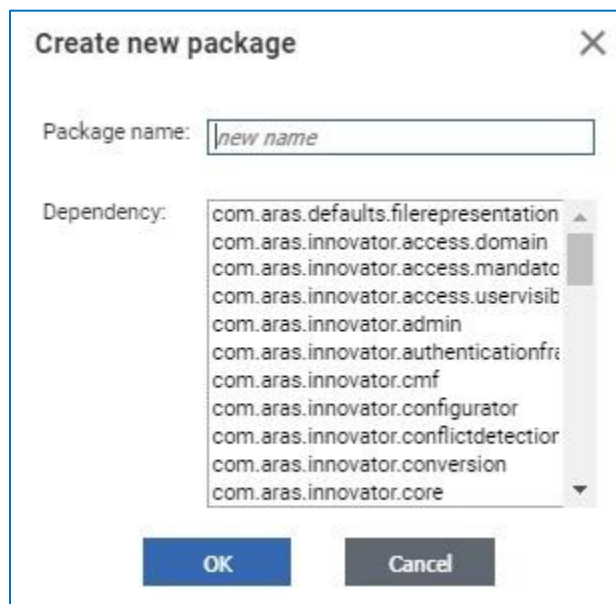 Create new package
Package name:
new name
Dependency:
com.aras.defaults.filerepresentation
com.aras.innovator.access.domain
com.aras.innovator.access.mandato
com.aras.innovator.access.uservisib
com.aras.innovator.admin
com.aras.innovator.authenticationfra
com.aras.innovator.cmf
com.aras.innovator.configurator
com.aras.innovator.conflictdetection
com.aras.innovator.conversion
com.aras.innovator.core
OK
Cancel